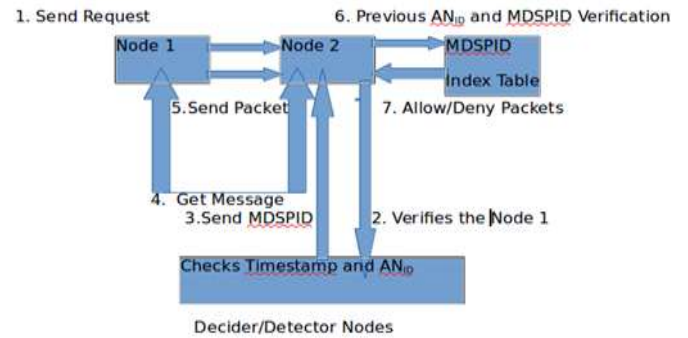 1. Send Request
6. Previous ANID and MDSPID Verification
Node 1
Node 2
MDSPID
Index Table
5.Send Packet
7. Allow/Deny Packets
4. Get Message
3.Send MDSPID
2. Verifies the Node 1
Checks Timestamp and ANID
Decider/Detector Nodes